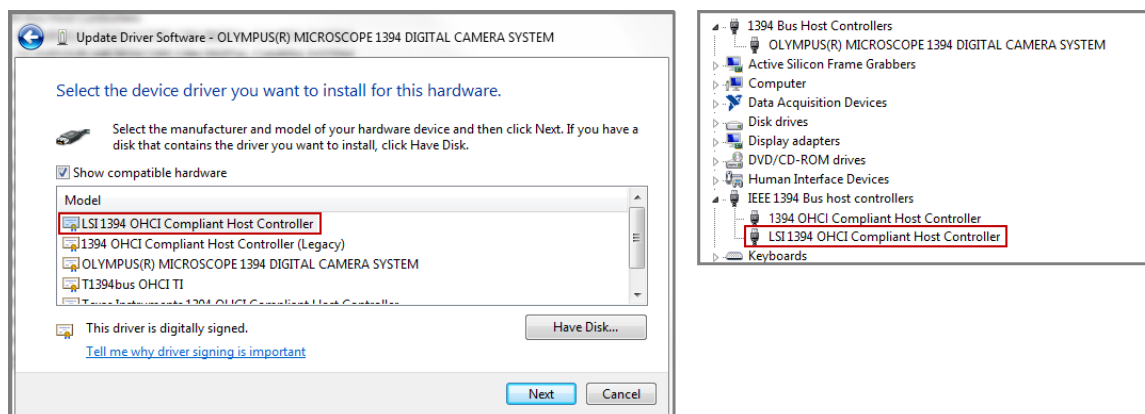 Update Driver Software - OLYMPUS(R) MICROSCOPE 1394 DIGITAL CAMERA SYSTEM
Select the device driver you want to install for this hardware.
Select the manufacturer and model of your hardware device and then click Next. If you have a
disk that contains the driver you want to install, click Have Disk.
Show compatible hardware
Model
LSI 1394 OHCI Compliant Host Controller
1394 OHCI Compliant Host Controller (Legacy)
OLYMPUS(R) MICROSCOPE 1394 DIGITAL CAMERA SYSTEM
T1394bus OHCI TI
Texas Instruments 1394 OHCI Compliant Host Controller
This driver is digitally signed.
Have Disk...
Tell me why driver signing is important
Next
Cancel
1394 Bus Host Controllers
OLYMPUS(R) MICROSCOPE 1394 DIGITAL CAMERA SYSTEM
Active Silicon Frame Grabbers
Computer
Data Acquisition Devices
Disk drives
Display adapters
DVD/CD-ROM drives
Human Interface Devices
IEEE 1394 Bus host controllers
1394 OHCI Compliant Host Controller
LSI 1394 OHCI Compliant Host Controller
Keyboards